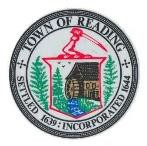 TOWN OF READING
SETTLED 1639: INCORPORATED 1644